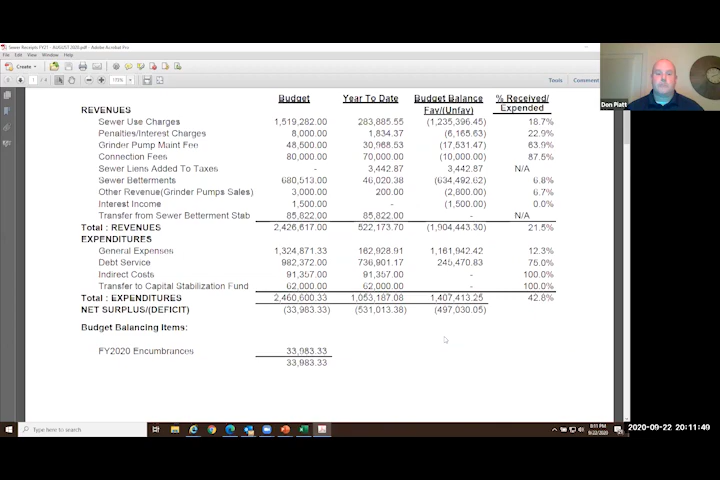 Sewer Receipts FY21 - AUGUST 2020.pdf - Adobe Acrobat Pro
File Edit View Window Help
Create
1 / 4 170%
Tools Comment
Budget Year To Date Budget Balance % Received/
Fav/(Unfav) Expended
REVENUES
Sewer Use Charges 1,519,282.00 283,885.55 (1,235,396.45) 18.7%
Penalties/Interest Charges 8,000.00 1,834.37 (6,165.63) 22.9%
Grinder Pump Maint Fee 48,500.00 30,968.53 (17,531.47) 63.9%
Connection Fees 80,000.00 70,000.00 (10,000.00) 87.5%
Sewer Liens Added To Taxes - 3,442.87 3,442.87 N/A
Sewer Betterments 680,513.00 46,020.38 (634,492.62) 6.8%
Other Revenue(Grinder Pumps Sales) 3,000.00 200.00 (2,800.00) 6.7%
Interest Income 1,500.00 - (1,500.00) 0.0%
Transfer from Sewer Betterment Stab 85,822.00 85,822.00 - N/A
Total : REVENUES 2,426,617.00 522,173.70 (1,904,443.30) 21.5%
EXPENDITURES
General Expenses 1,324,871.33 162,928.91 1,161,942.42 12.3%
Debt Service 982,372.00 736,901.17 245,470.83 75.0%
Indirect Costs 91,357.00 91,357.00 - 100.0%
Transfer to Capital Stabilization Fund 62,000.00 62,000.00 - 100.0%
Total : EXPENDITURES 2,460,600.33 1,053,187.08 1,407,413.25 42.8%
NET SURPLUS/(DEFICIT) (33,983.33) (531,013.38) (497,030.05)
Budget Balancing Items:
FY2020 Encumbrances 33,983.33
33,983.33
Don Platt
Type here to search
8:11 PM
9/22/2020
2020-09-22 20:11:49